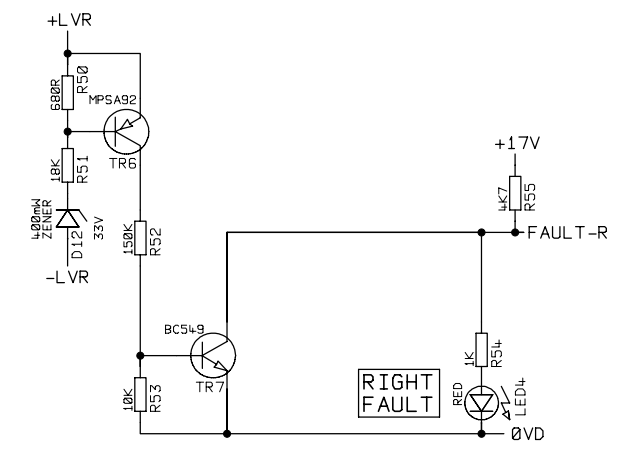 +LVR
680R
R50
MPSA92
TR6
18K
R51
400mW
ZENER
D12
33V
-LVR
150K
R52
+17V
4K7
R55
FAULT-R
BC549
TR7
10K
R53
1K
R54
RED
LED4
RIGHT
FAULT
0VD